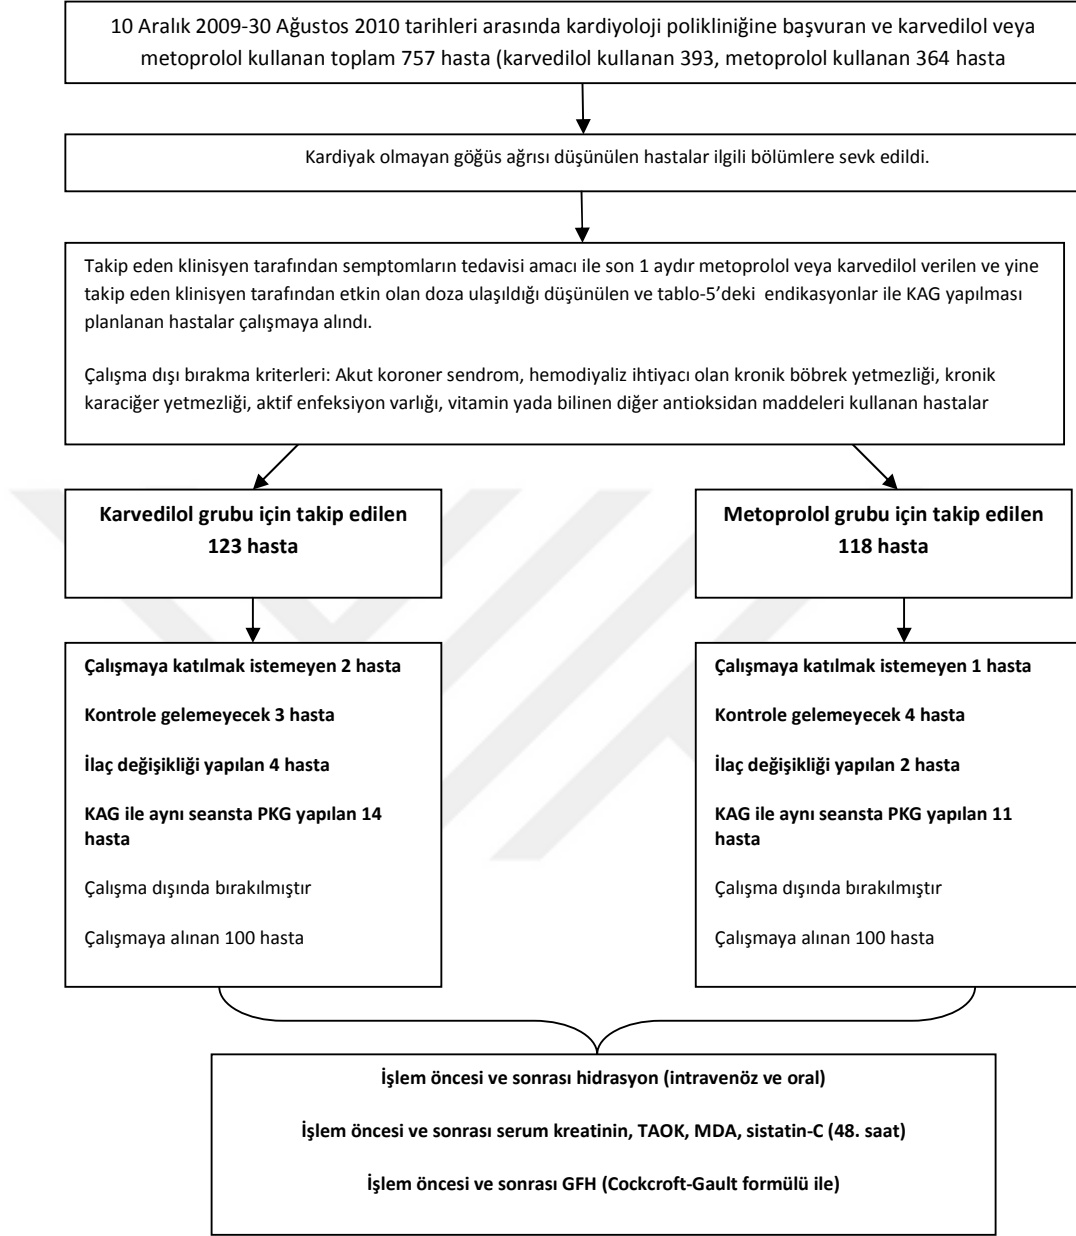 10 Aralık 2009-30 Ağustos 2010 tarihleri arasında kardiyoloji polikliniğine başvuran ve karvedilol veya
metoprolol kullanan toplam 757 hasta (karvedilol kullanan 393, metoprolol kullanan 364 hasta
Kardiyak olmayan göğüs ağrısı düşünülen hastalar ilgili bölümlere sevk edildi.
Takip eden klinisyen tarafından semptomların tedavisi amacı ile son 1 aydır metoprolol veya karvedilol verilen ve yine
takip eden klinisyen tarafından etkin olan doza ulaşıldığı düşünülen ve tablo-5’deki endikasyonlar ile KAG yapılması
planlanan hastalar çalışmaya alındı.
Çalışma dışı bırakma kriterleri: Akut koroner sendrom, hemodiyaliz ihtiyacı olan kronik böbrek yetmezliği, kronik
karaciğer yetmezliği, aktif enfeksiyon varlığı, vitamin yada bilinen diğer antioksidan maddeleri kullanan hastalar
Karvedilol grubu için takip edilen
123 hasta
Metoprolol grubu için takip edilen
118 hasta
Çalışmaya katılmak istemeyen 2 hasta
Kontrole gelemeyecek 3 hasta
İlaç değişikliği yapılan 4 hasta
KAG ile aynı seansta PKG yapılan 14
hasta
Çalışma dışında bırakılmıştır
Çalışmaya alınan 100 hasta
Çalışmaya katılmak istemeyen 1 hasta
Kontrole gelemeyecek 4 hasta
İlaç değişikliği yapılan 2 hasta
KAG ile aynı seansta PKG yapılan 11
hasta
Çalışma dışında bırakılmıştır
Çalışmaya alınan 100 hasta
İşlem öncesi ve sonrası hidrasyon (intravenöz ve oral)
İşlem öncesi ve sonrası serum kreatinin, TAOK, MDA, sistatin-C (48. saat)
İşlem öncesi ve sonrası GFH (Cockcroft-Gault formülü ile)